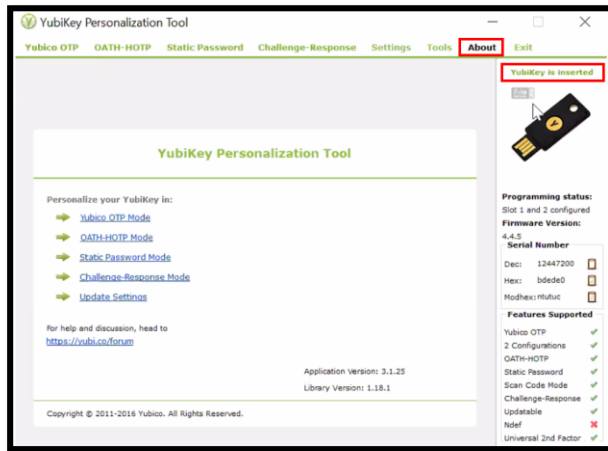 YubiKey Personalization Tool
Yubico OTP OATH-HOTP Static Password Challenge-Response Settings Tools About Exit
YubiKey is inserted
YubiKey Personalization Tool
Personalize your YubiKey in:
Yubico OTP Mode
OATH-HOTP Mode
Static Password Mode
Challenge-Response Mode
Update Settings
For help and discussion, head to
https://yubi.co/forum
Application Version: 3.1.25
Library Version: 1.18.1
Copyright © 2011-2016 Yubico. All Rights Reserved.
Programming status:
Slot 1 and 2 configured
Firmware Version:
4.4.5
Serial Number
Dec: 12447200
Hex: bdede0
Modhex: ntutuc
Features Supported
Yubico OTP
2 Configurations
OATH-HOTP
Static Password
Scan Code Mode
Challenge-Response
Updatable
Ndef
Universal 2nd Factor